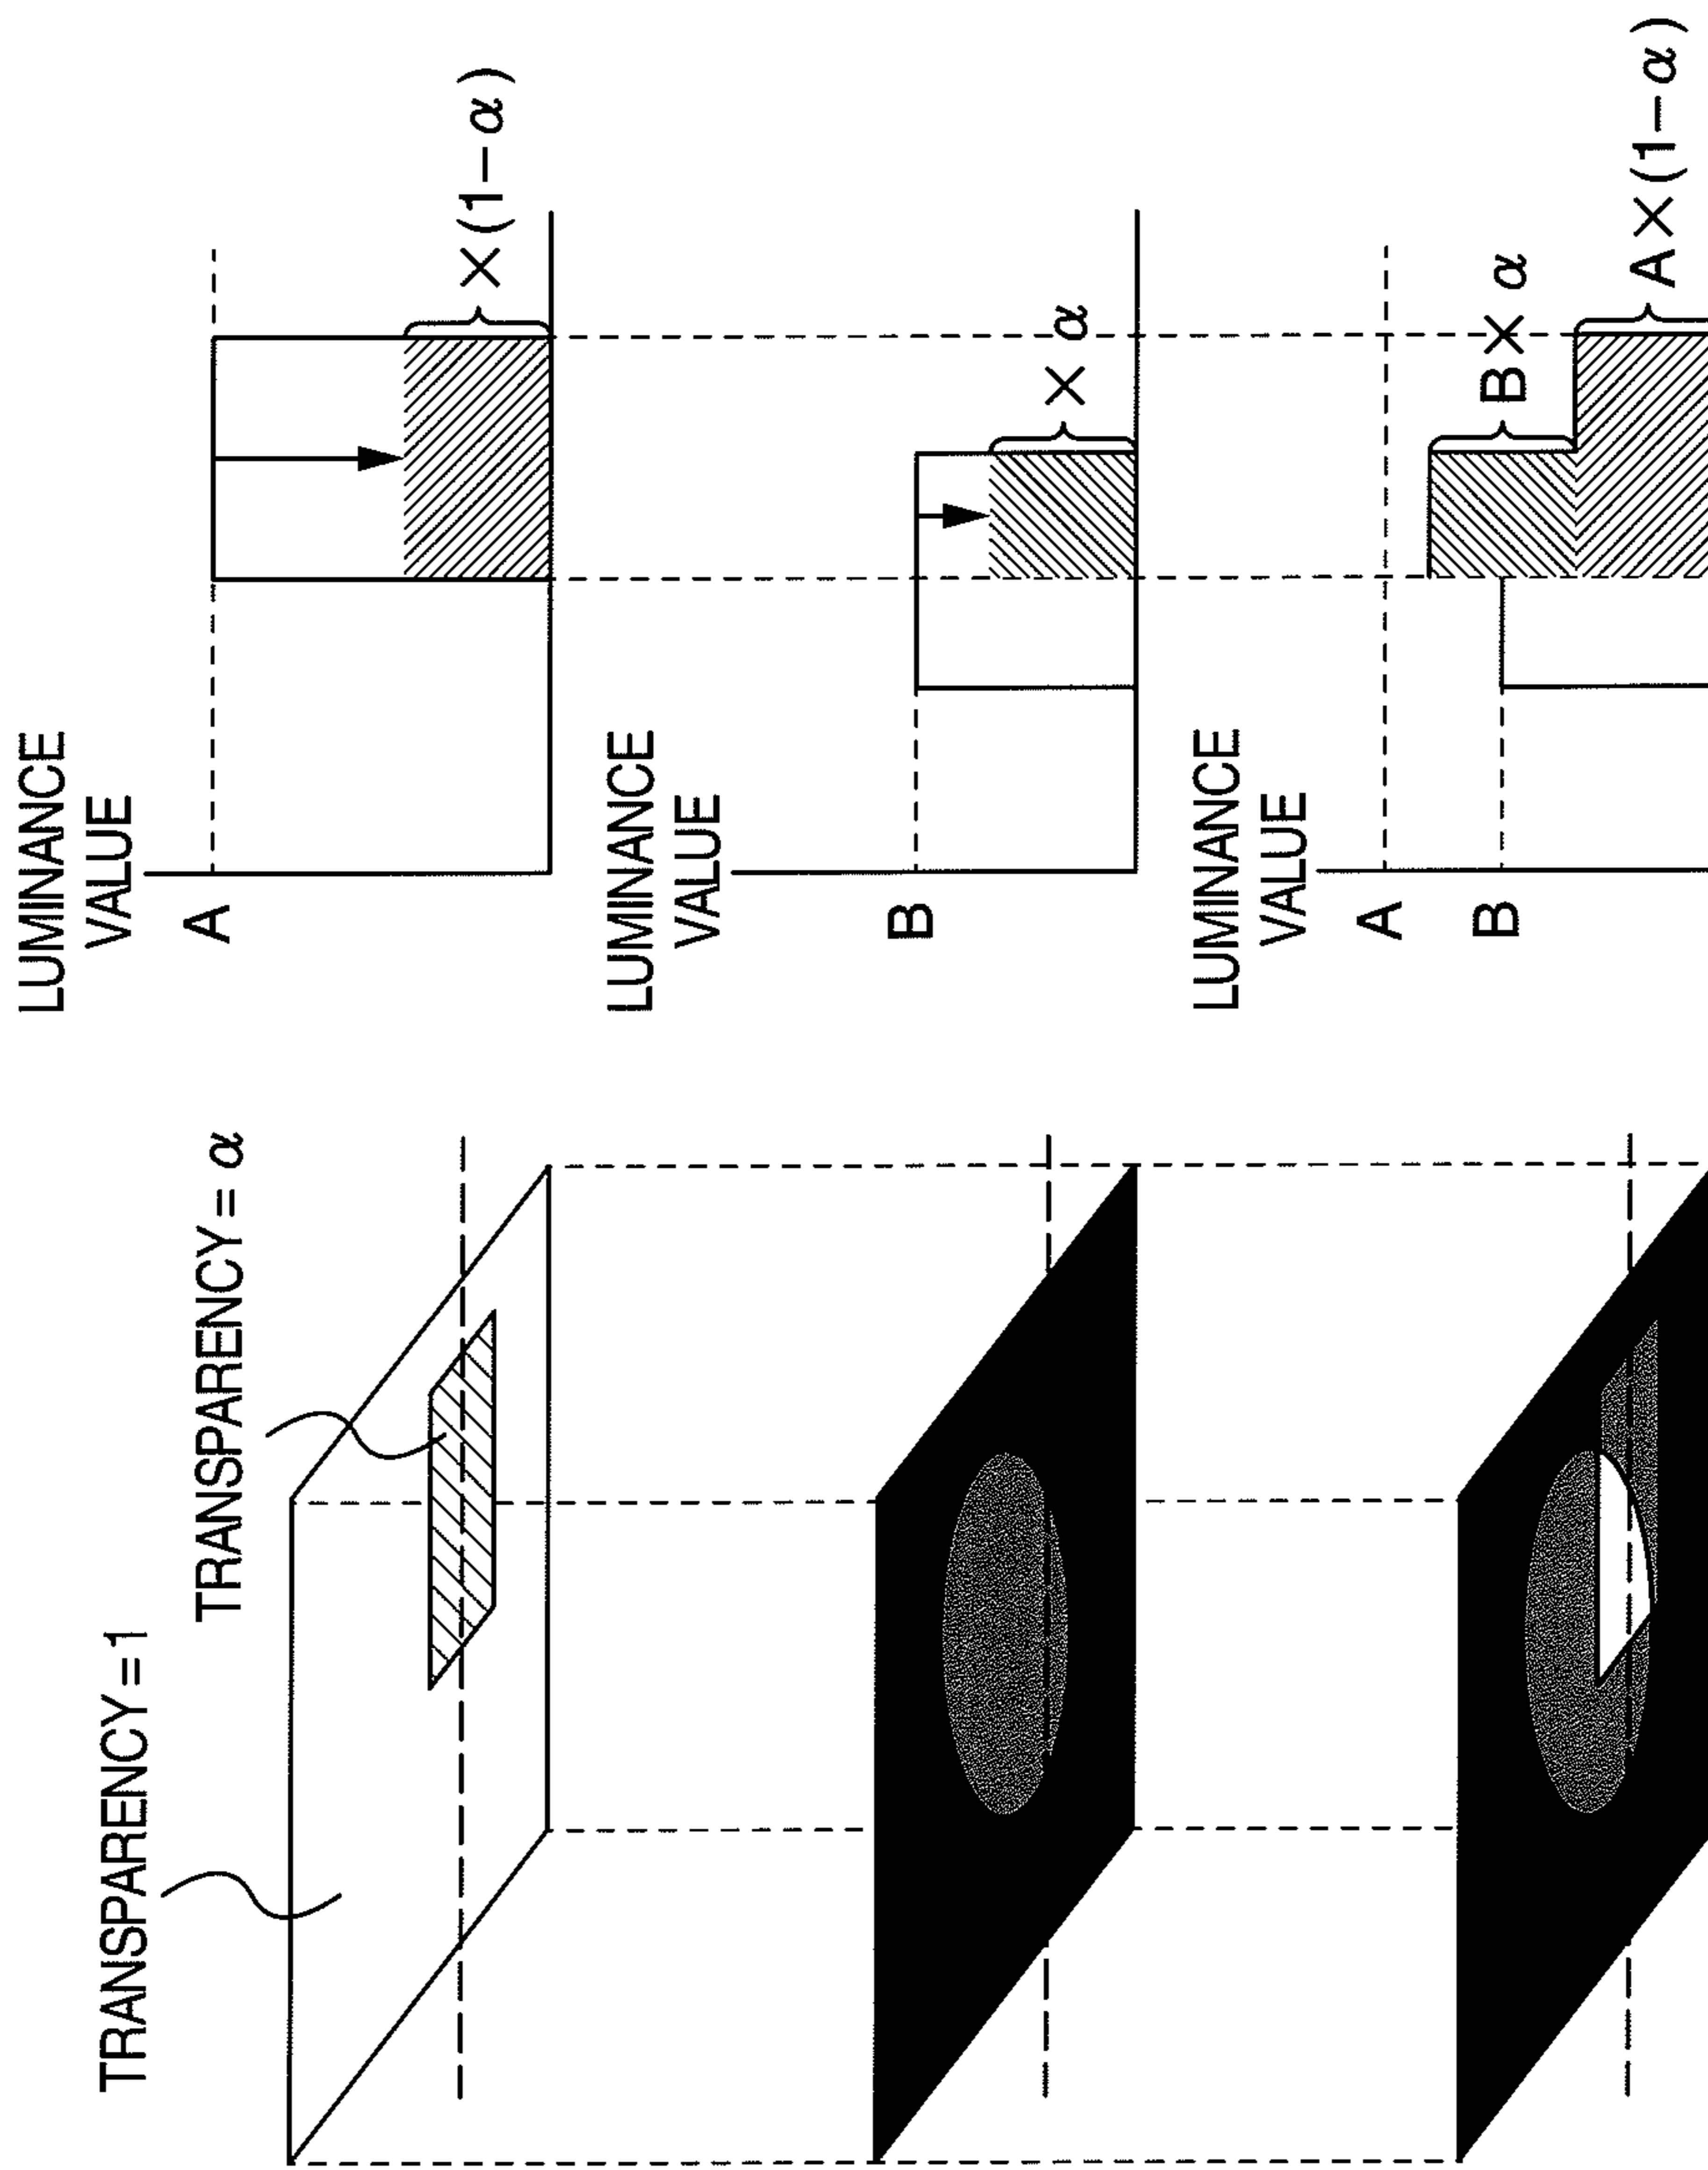 TRANSPARENCY=1
TRANSPARENCY= α
LUMINANCE
VALUE
A
×(1−α)
LUMINANCE
VALUE
B
× α
LUMINANCE
VALUE
A
B
B× α
A×(1−α)